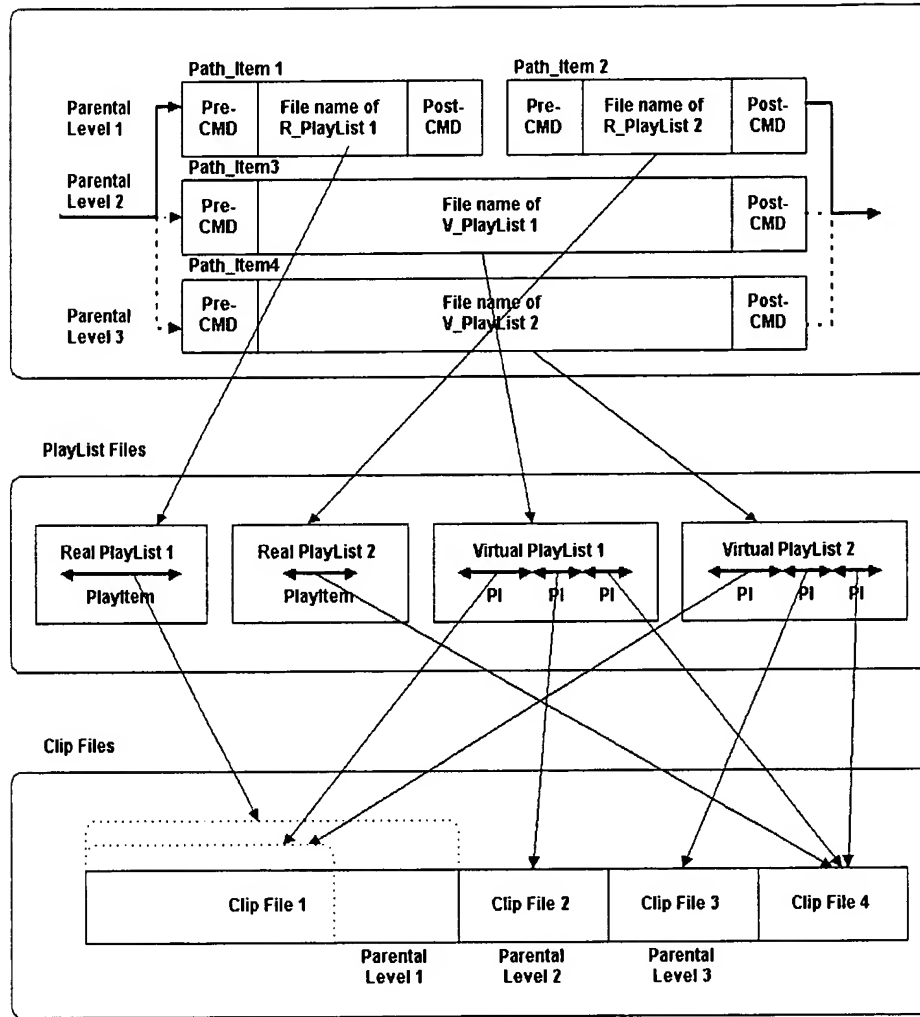 Path_Item 1
Path_Item 2
Parental
Level 1
Pre-
CMD
File name of
R_PlayList 1
Post-
CMD
Pre-
CMD
File name of
R_PlayList 2
Post-
CMD
Parental
Level 2
Path_Item3
Pre-
CMD
File name of
V_PlayList 1
Post-
CMD
Path_Item4
Parental
Level 3
Pre-
CMD
File name of
V_PlayList 2
Post-
CMD
PlayList Files
Real PlayList 1
PlayItem
Real PlayList 2
PlayItem
Virtual PlayList 1
PI
PI
PI
Virtual PlayList 2
PI
PI
PI
Clip Files
Clip File 1
Clip File 2
Clip File 3
Clip File 4
Parental
Level 1
Parental
Level 2
Parental
Level 3